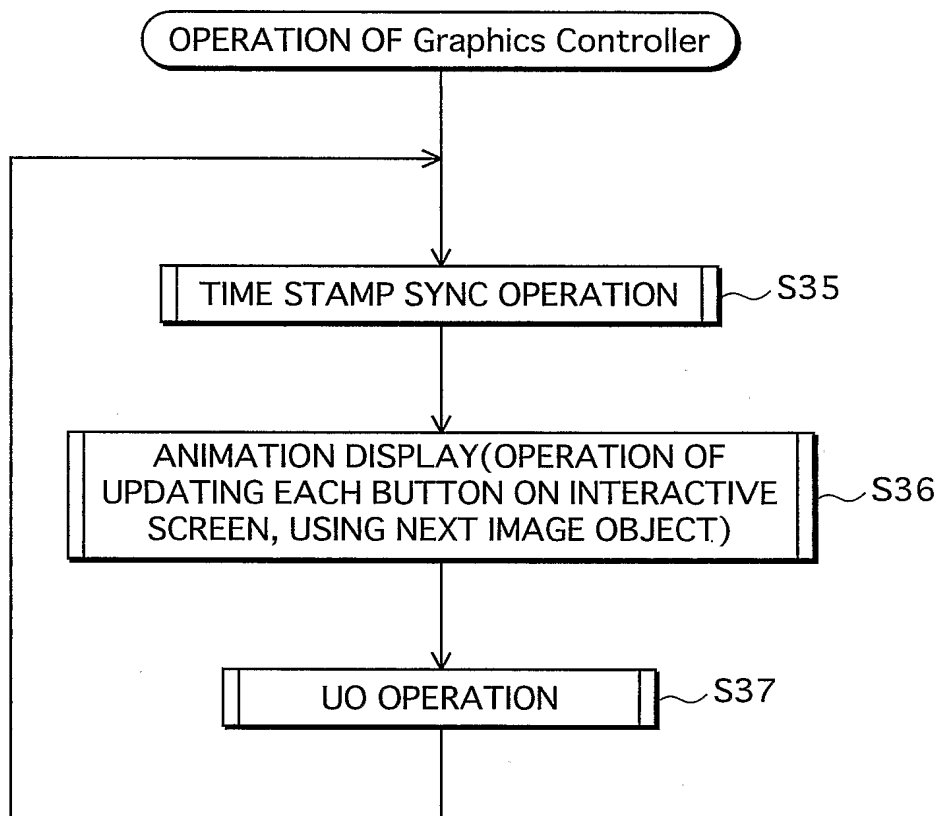 OPERATION OF Graphics Controller
TIME STAMP SYNC OPERATION
S35
ANIMATION DISPLAY(OPERATION OF
UPDATING EACH BUTTON ON INTERACTIVE
SCREEN, USING NEXT IMAGE OBJECT)
S36
UO OPERATION
S37